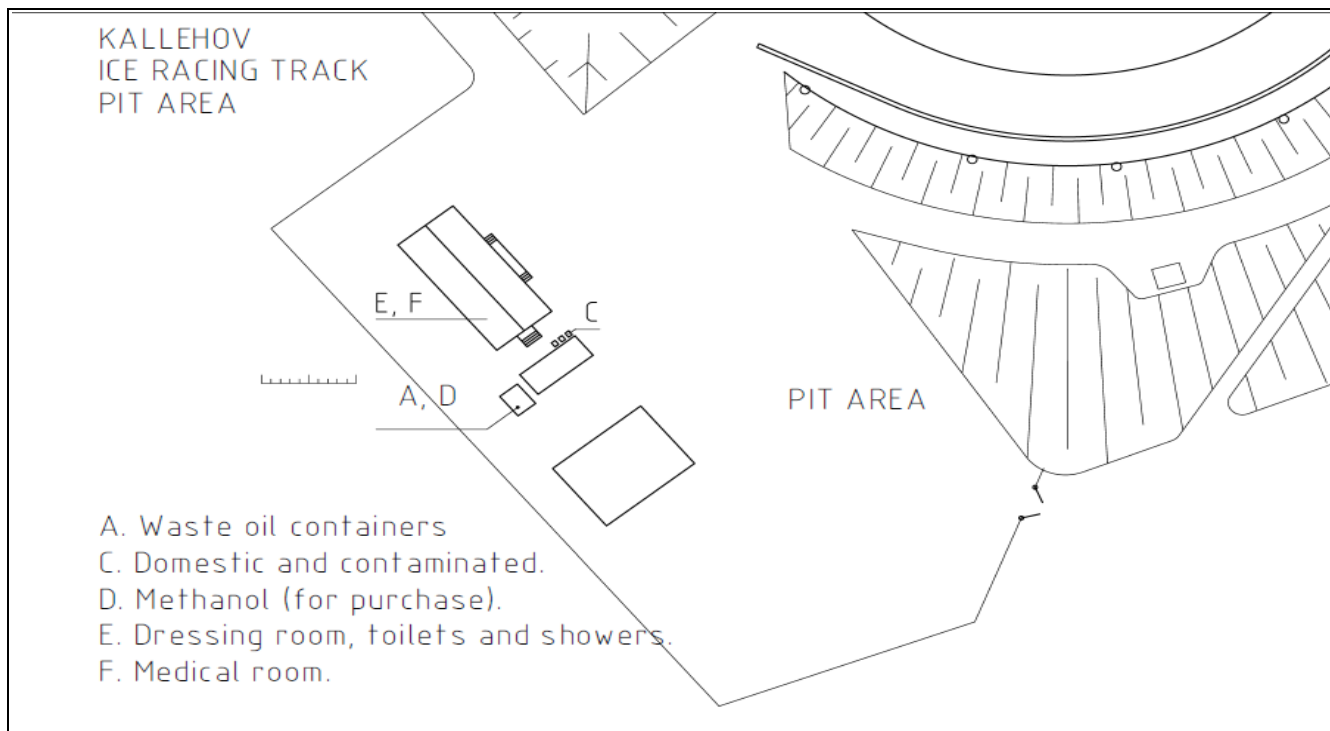 KALLEHOV
ICE RACING TRACK
PIT AREA
E, F
C
A, D
PIT AREA
A. Waste oil containers
C. Domestic and contaminated.
D. Methanol (for purchase).
E. Dressing room, toilets and showers.
F. Medical room.